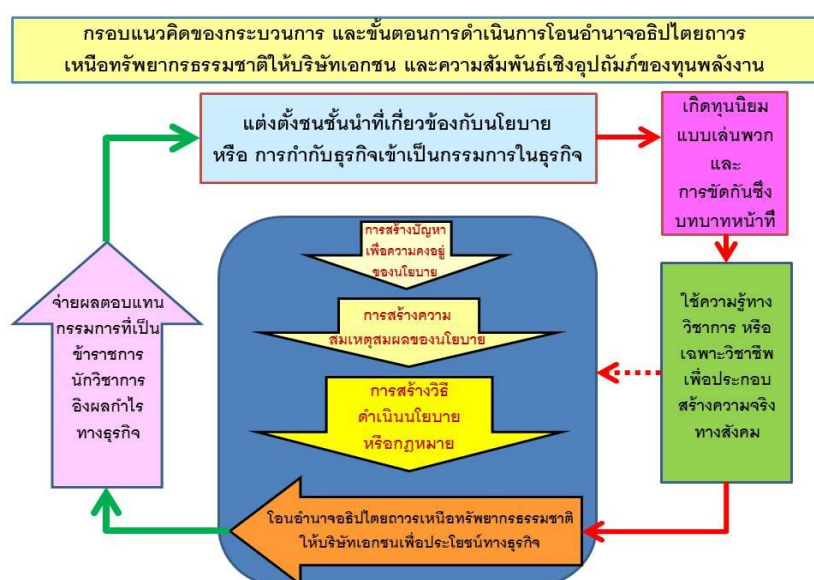 กรอบแนวคิดของกระบวนการ และขั้นตอนการดำเนินการโอนอำนาจอธิปไตยถาวร
เหนือทรัพยากรธรรมชาติให้บริษัทเอกชน และความสัมพันธ์เชิงอุปถัมภ์ของทุนพลังงาน
แต่งตั้งชนชั้นนำที่เกี่ยวข้องกับนโยบาย
หรือ การกำกับธุรกิจเข้าเป็นกรรมการในธุรกิจ
เกิดทุนนิยม
แบบเล่นพวก
และ
การขัดกันซึ่ง
บทบาทหน้าที่
การสร้างปัญหา
เพื่อความคงอยู่
ของนโยบาย
การสร้างความ
สมเหตุสมผลของนโยบาย
การสร้างวิธี
ดำเนินนโยบาย
หรือกฎหมาย
จ่ายผลตอบแทน
กรรมการที่เป็น
ข้าราชการ
นักวิชาการ
อิงผลกำไร
ทางธุรกิจ
ใช้ความรู้ทาง
วิชาการ หรือ
เฉพาะวิชาชีพ
เพื่อประกอบ
สร้างความจริง
ทางสังคม
โอนอำนาจอธิปไตยถาวรเหนือทรัพยากรธรรมชาติ
ให้บริษัทเอกชนเพื่อประโยชน์ทางธุรกิจ